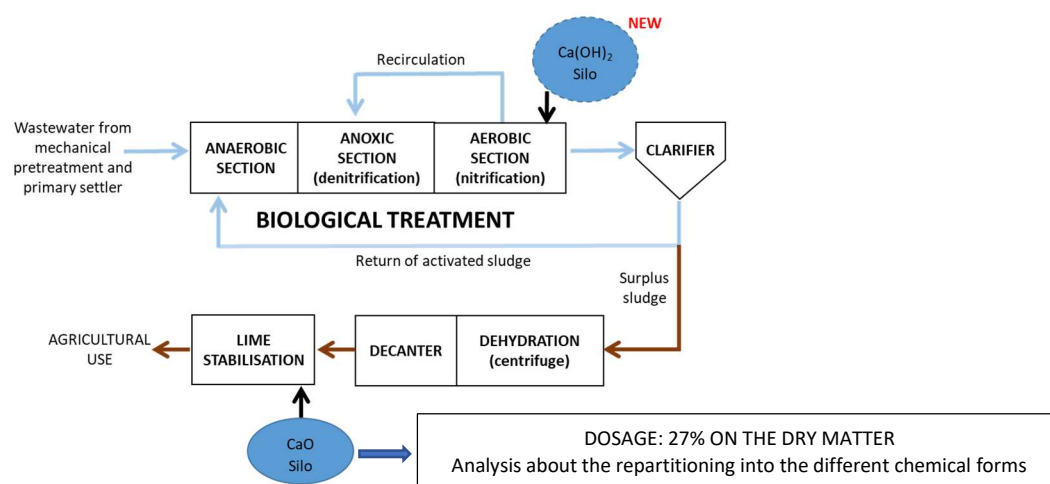 NEW
Ca(OH)₂
Silo
Recirculation
Wastewater from
mechanical
pretreatment and
primary settler
ANAEROBIC
SECTION
ANOXIC
SECTION
(denitrification)
AEROBIC
SECTION
(nitrification)
CLARIFIER
BIOLOGICAL TREATMENT
Return of activated sludge
Surplus
sludge
AGRICULTURAL
USE
LIME
STABILISATION
DECANTER
DEHYDRATION
(centrifuge)
CaO
Silo
DOSAGE: 27% ON THE DRY MATTER
Analysis about the repartitioning into the different chemical forms